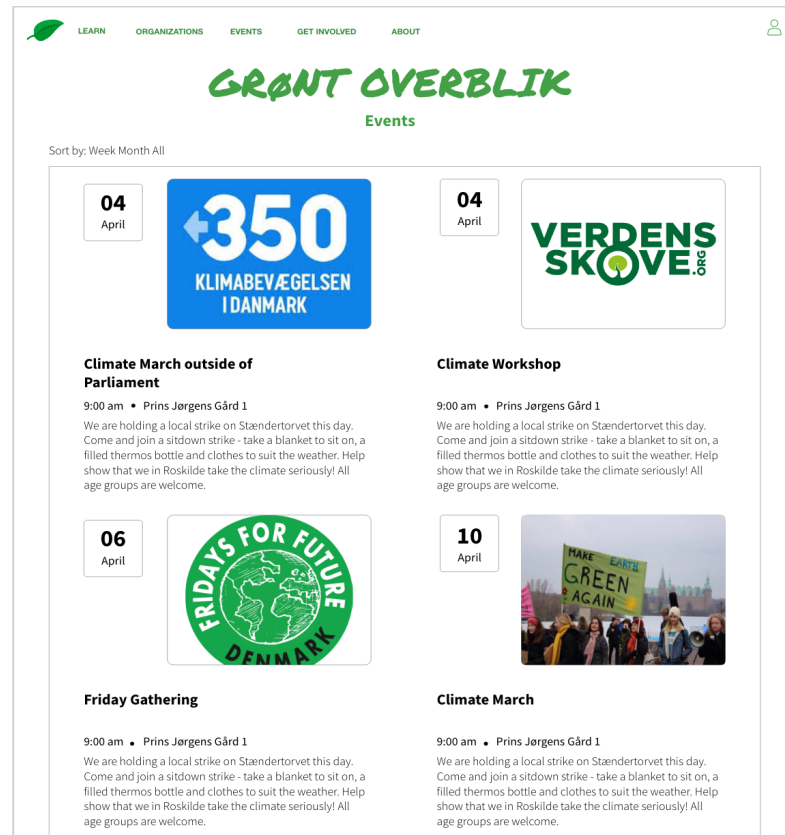 LEARN ORGANIZATIONS EVENTS GET INVOLVED ABOUT
GRØNT OVERBLIK
Events
Sort by: Week Month All
04
April
350
KLIMABEVÆGELSEN
I DANMARK
Climate March outside of
Parliament
9:00 am • Prins Jørgens Gård 1
We are holding a local strike on Stændertorvet this day.
Come and join a sitdown strike - take a blanket to sit on, a
filled thermos bottle and clothes to suit the weather. Help
show that we in Roskilde take the climate seriously! All
age groups are welcome.
04
April
VERDENS
SKOVE.ORG
Climate Workshop
9:00 am • Prins Jørgens Gård 1
We are holding a local strike on Stændertorvet this day.
Come and join a sitdown strike - take a blanket to sit on, a
filled thermos bottle and clothes to suit the weather. Help
show that we in Roskilde take the climate seriously! All
age groups are welcome.
06
April
FRIDAYS FOR FUTURE
DENMARK
Friday Gathering
9:00 am • Prins Jørgens Gård 1
We are holding a local strike on Stændertorvet this day.
Come and join a sitdown strike - take a blanket to sit on, a
filled thermos bottle and clothes to suit the weather. Help
show that we in Roskilde take the climate seriously! All
age groups are welcome.
10
April
MAKE EARTH
GREEN
AGAIN
Climate March
9:00 am • Prins Jørgens Gård 1
We are holding a local strike on Stændertorvet this day.
Come and join a sitdown strike - take a blanket to sit on, a
filled thermos bottle and clothes to suit the weather. Help
show that we in Roskilde take the climate seriously! All
age groups are welcome.